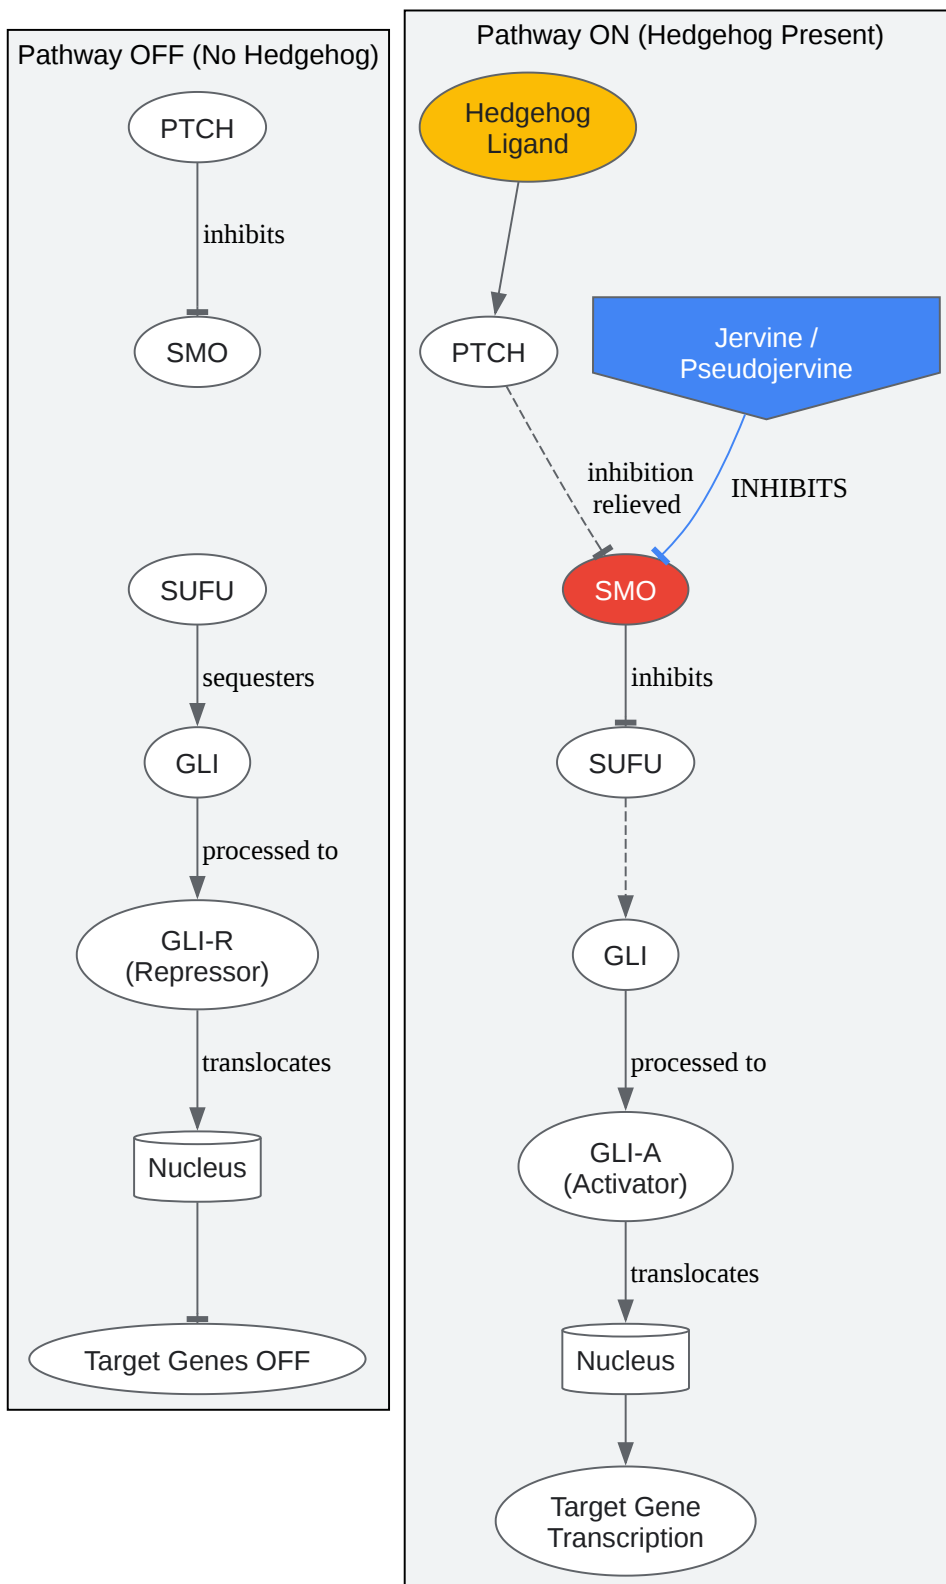 Pathway OFF (No Hedgehog)
PTCH
inhibits
SMO
SUFU
sequesters
GLI
processed to
GLI-R
(Repressor)
translocates
Nucleus
Target Genes OFF
Pathway ON (Hedgehog Present)
Hedgehog
Ligand
PTCH
Jervine /
Pseudojervine
inhibition
relieved
INHIBITS
SMO
inhibits
SUFU
GLI
processed to
GLI-A
(Activator)
translocates
Nucleus
Target Gene
Transcription